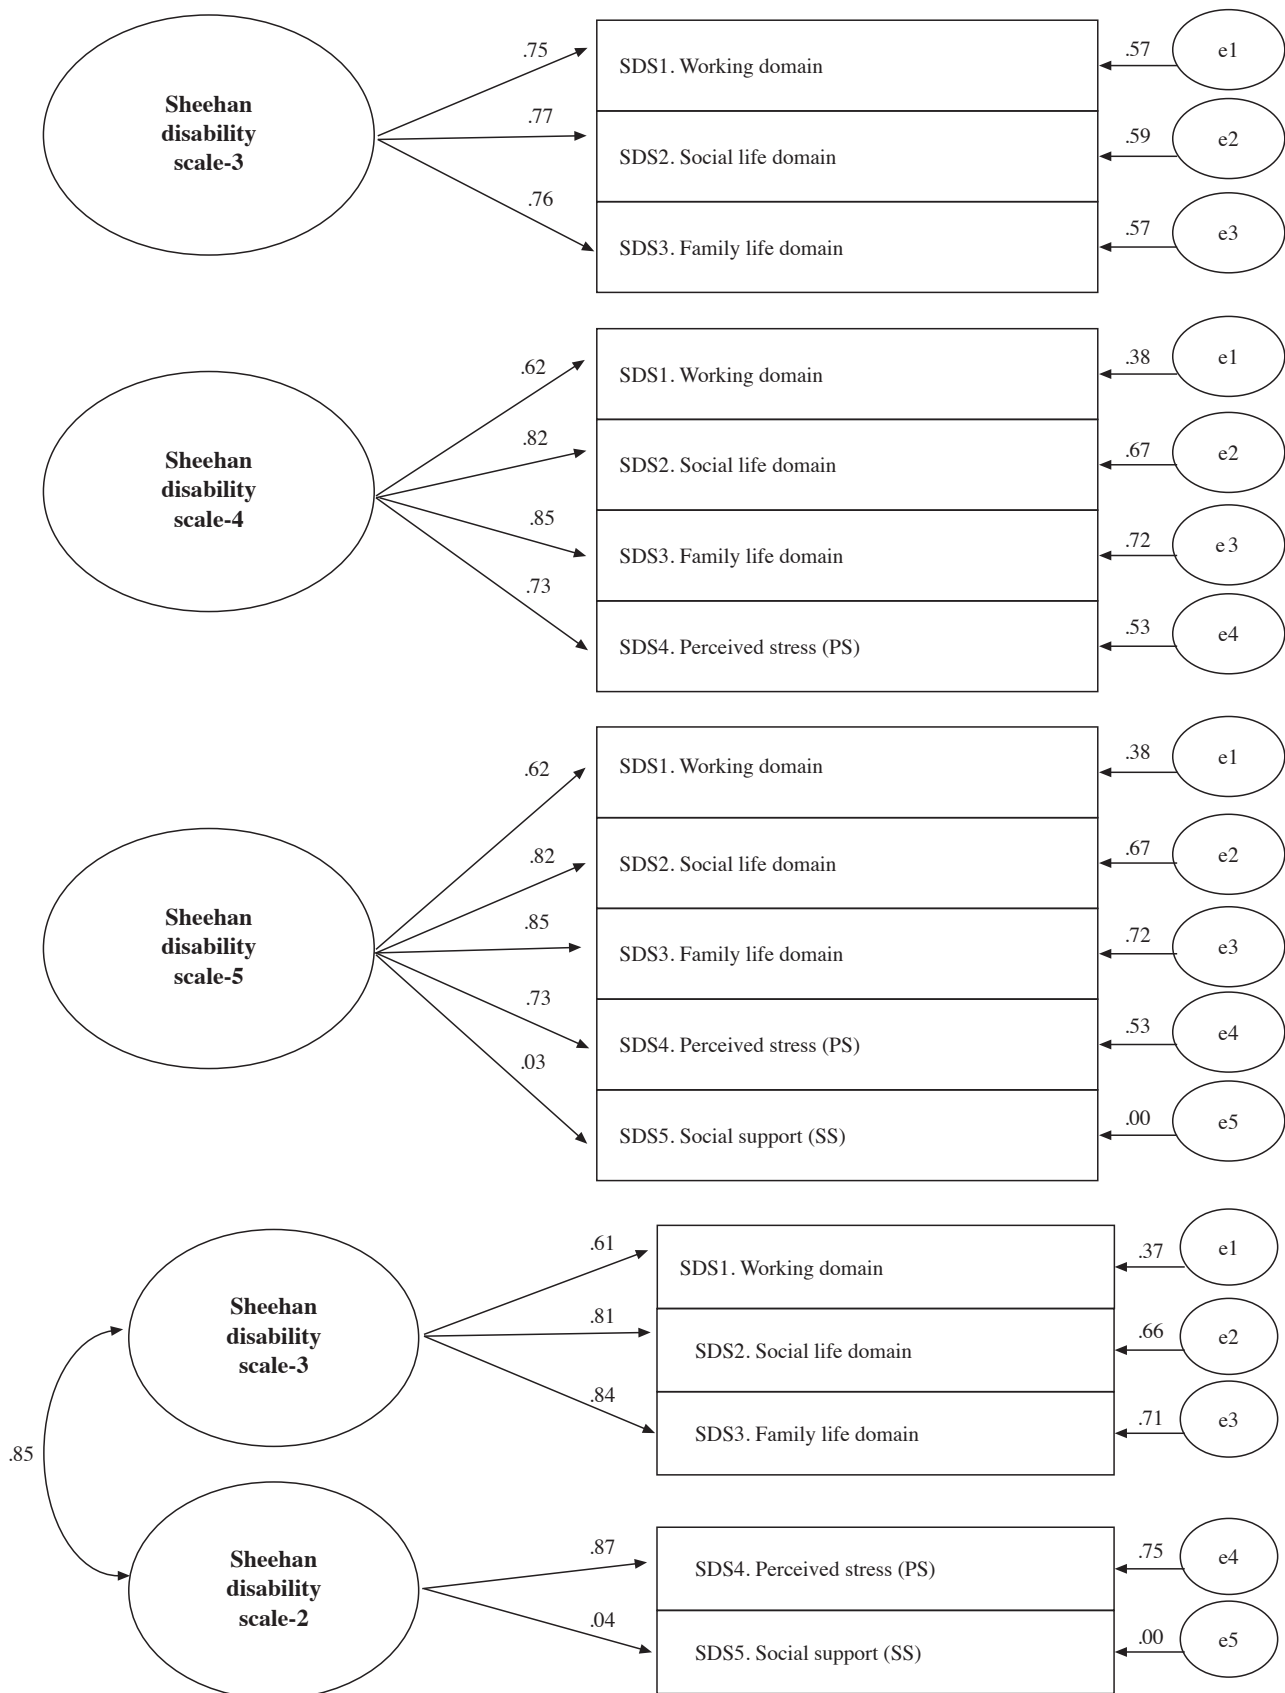 Sheehan
disability
scale-3
.75
.77
.76
SDS1. Working domain
SDS2. Social life domain
SDS3. Family life domain
.57
.59
.57
e1
e2
e3
Sheehan
disability
scale-4
.62
.82
.85
.73
SDS1. Working domain
SDS2. Social life domain
SDS3. Family life domain
SDS4. Perceived stress (PS)
.38
.67
.72
.53
e1
e2
e3
e4
Sheehan
disability
scale-5
.62
.82
.85
.73
.03
SDS1. Working domain
SDS2. Social life domain
SDS3. Family life domain
SDS4. Perceived stress (PS)
SDS5. Social support (SS)
.38
.67
.72
.53
.00
e1
e2
e3
e4
e5
.85
Sheehan
disability
scale-3
.61
.81
.84
SDS1. Working domain
SDS2. Social life domain
SDS3. Family life domain
.37
.66
.71
e1
e2
e3
Sheehan
disability
scale-2
.87
.04
SDS4. Perceived stress (PS)
SDS5. Social support (SS)
.75
.00
e4
e5